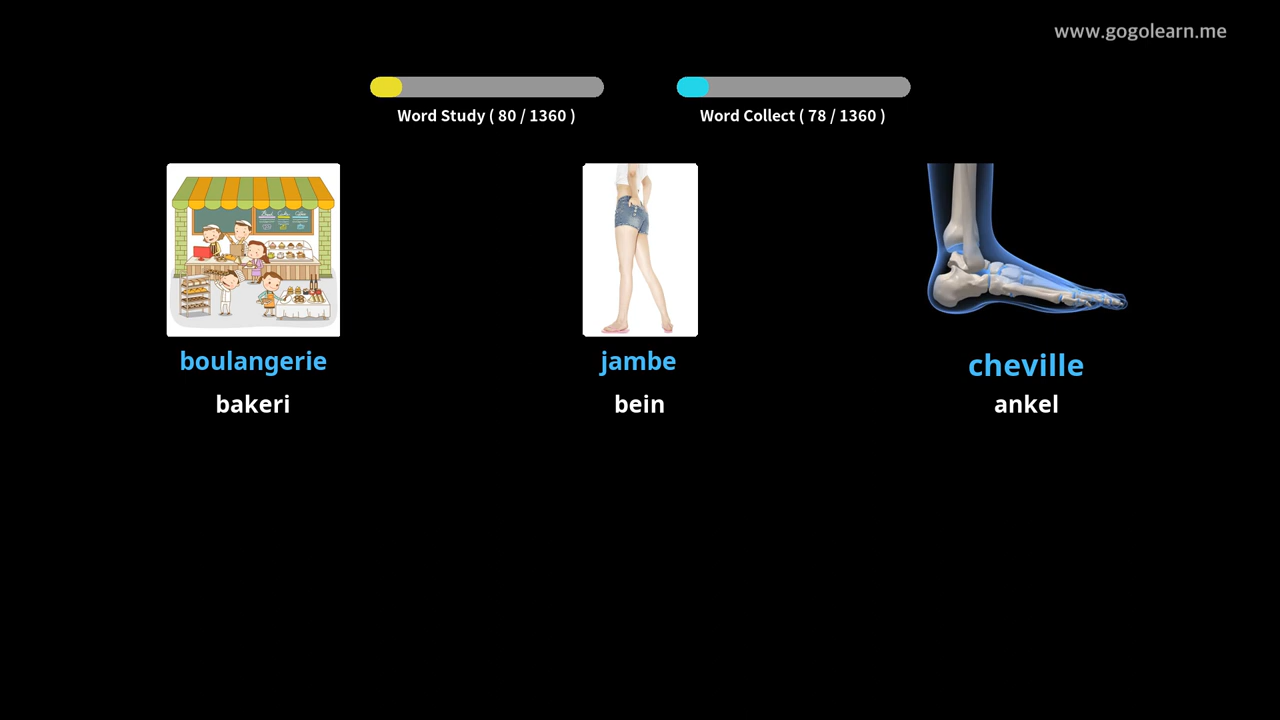 www.gogolearn.me
Word Study ( 80 / 1360 )
Word Collect ( 78 / 1360 )
boulangerie
jambe
cheville
bakeri
bein
ankel